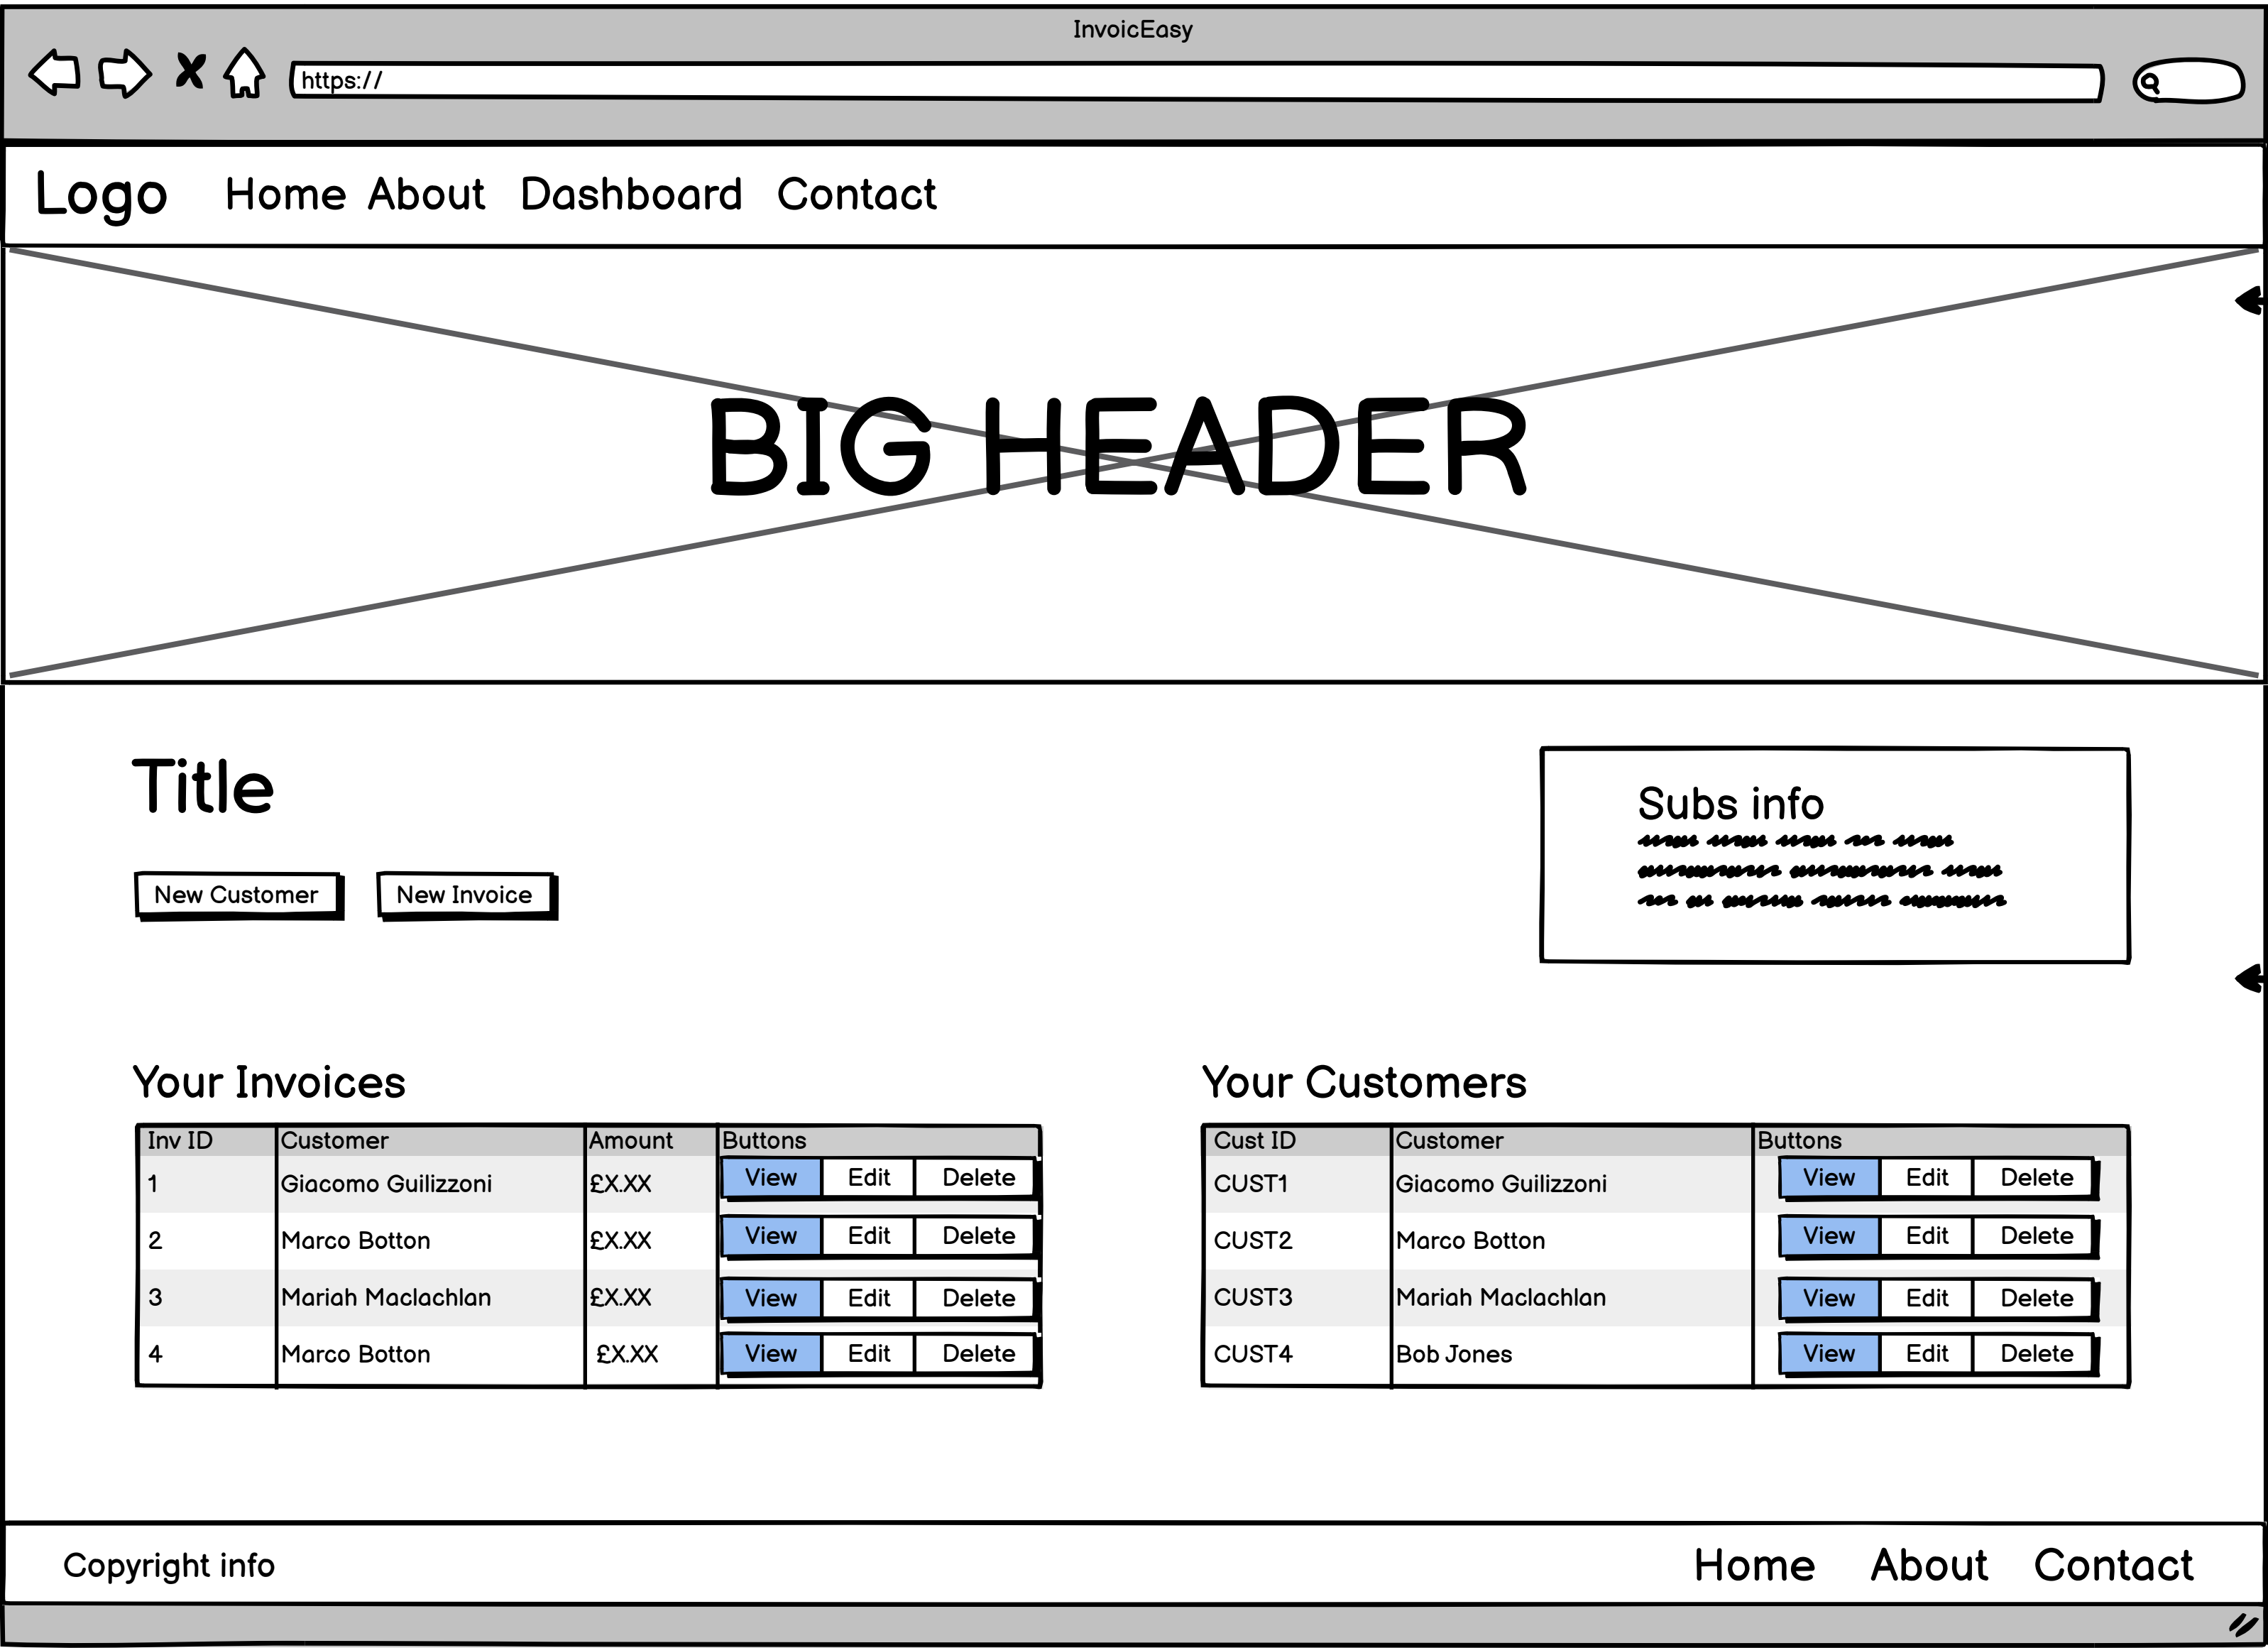 InvoicEasy
https://
Logo Home About Dashboard Contact
BIG HEADER
Title
New Customer New Invoice
Subs info
Your Invoices
Inv ID Customer Amount Buttons
1 Giacomo Guilizzoni £X.XX View Edit Delete
2 Marco Botton £X.XX View Edit Delete
3 Mariah Maclachlan £X.XX View Edit Delete
4 Marco Botton £X.XX View Edit Delete
Your Customers
Cust ID Customer Buttons
CUST1 Giacomo Guilizzoni View Edit Delete
CUST2 Marco Botton View Edit Delete
CUST3 Mariah Maclachlan View Edit Delete
CUST4 Bob Jones View Edit Delete
Copyright info Home About Contact